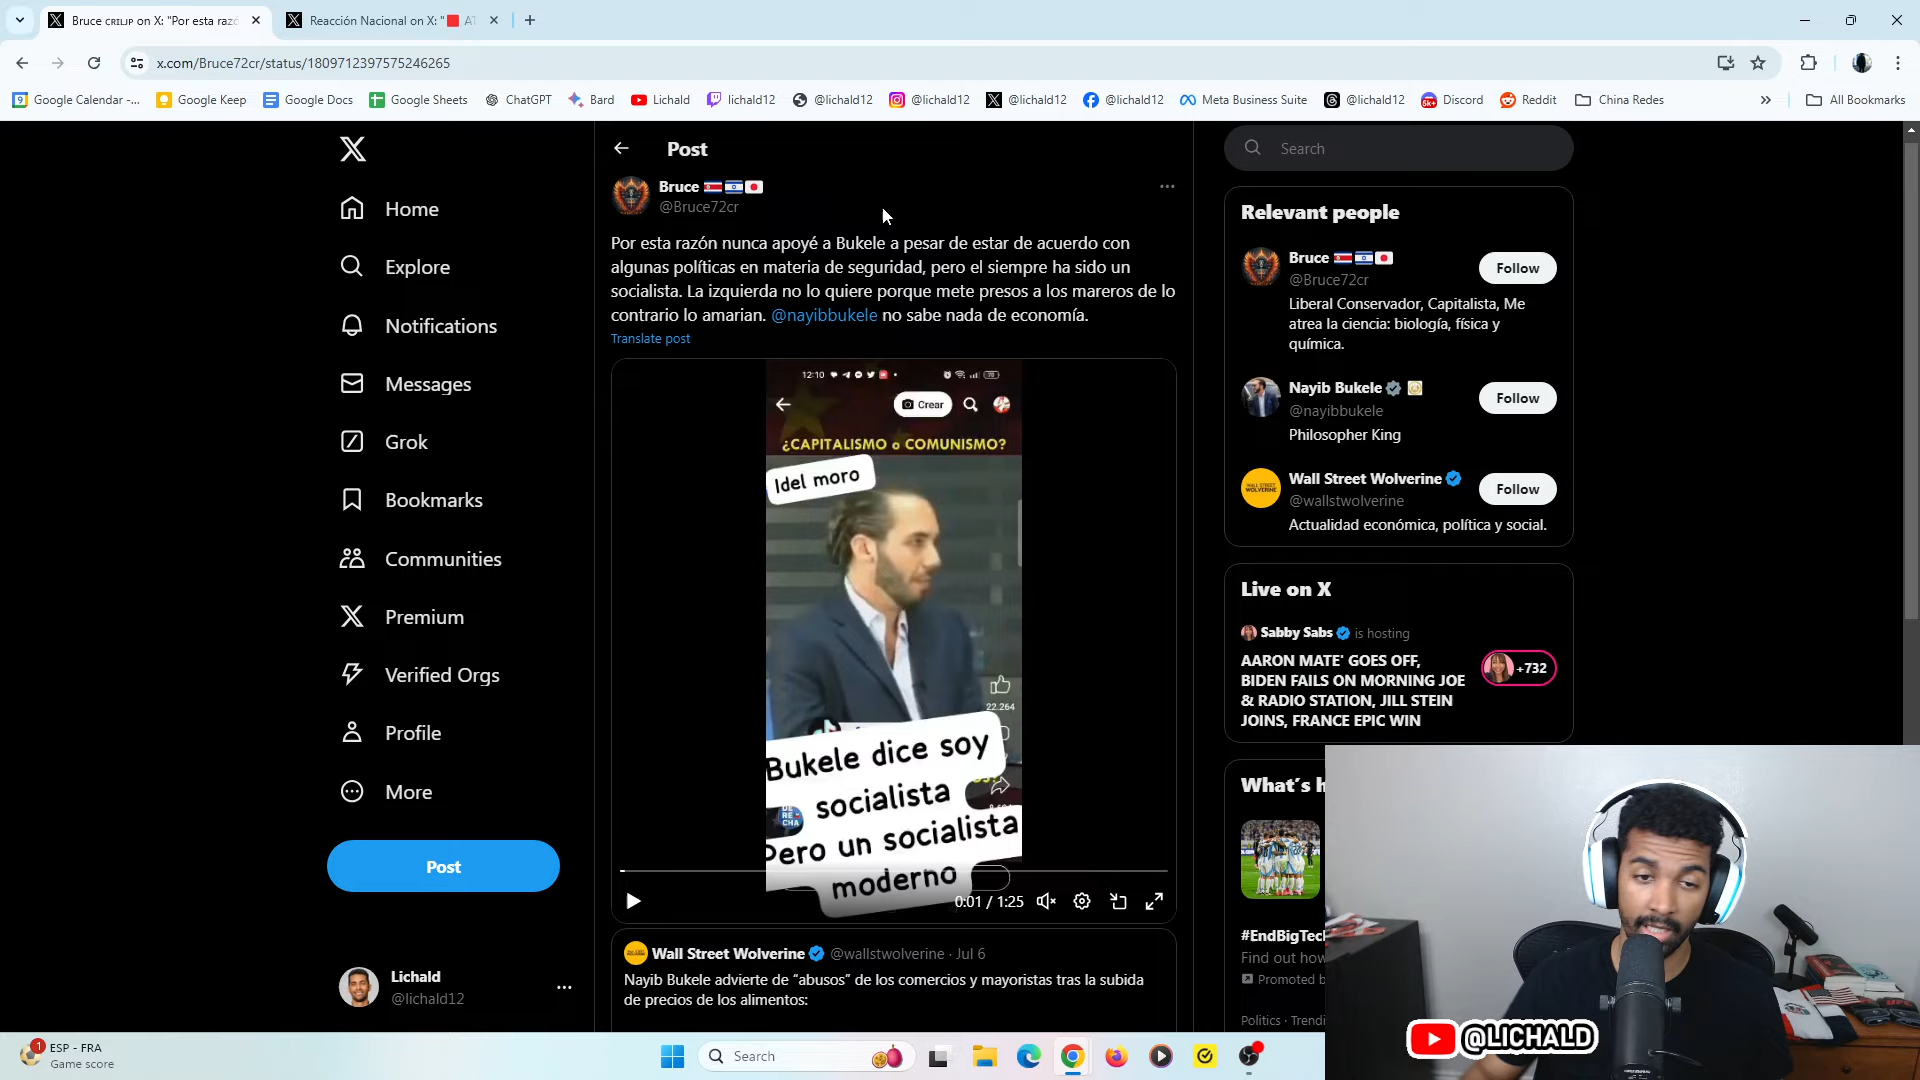 Bruce ᴄʀɪʟɪᴊᴘ on X: "Por esta razó
Reacción Nacional on X: "
x.com/Bruce72cr/status/1809712397575246265
Google Calendar -...
Google Keep
Google Docs
Google Sheets
ChatGPT
Bard
Lichald
lichald12
@lichald12
@lichald12
@lichald12
@lichald12
Meta Business Suite
@lichald12
Discord
Reddit
China Redes
All Bookmarks
Home
Explore
Notifications
Messages
Grok
Bookmarks
Communities
Premium
Verified Orgs
Profile
More
Post
Lichald
@lichald12
Post
Bruce
@Bruce72cr
Por esta razón nunca apoyé a Bukele a pesar de estar de acuerdo con
algunas políticas en materia de seguridad, pero el siempre ha sido un
socialista. La izquierda no lo quiere porque mete presos a los mareros de lo
contrario lo amarian. @nayibbukele no sabe nada de economía.
Translate post
12:10
Crear
¿CAPITALISMO o COMUNISMO?
Idel moro
22.264
Bukele dice soy
socialista
Pero un socialista
moderno
RE
CHA
0:01 / 1:25
Wall Street Wolverine @wallstwolverine · Jul 6
Nayib Bukele advierte de “abusos” de los comercios y mayoristas tras la subida
de precios de los alimentos:
Search
Relevant people
Bruce
@Bruce72cr
Follow
Liberal Conservador, Capitalista, Me
atrea la ciencia: biología, física y
química.
Nayib Bukele
@nayibbukele
Follow
Philosopher King
Wall Street Wolverine
@wallstwolverine
Follow
Actualidad económica, política y social.
Live on X
Sabby Sabs is hosting
AARON MATE' GOES OFF,
BIDEN FAILS ON MORNING JOE
& RADIO STATION, JILL STEIN
JOINS, FRANCE EPIC WIN
+732
What's h
#EndBigTec
Find out how
Promoted b
Politics · Trendi
@LICHALD
1
ESP - FRA
Game score
Search